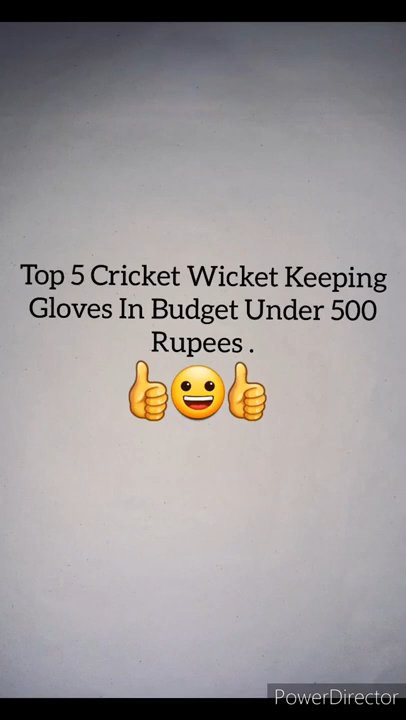 Top 5 Cricket Wicket Keeping
Gloves In Budget Under 500
Rupees .
PowerDirector